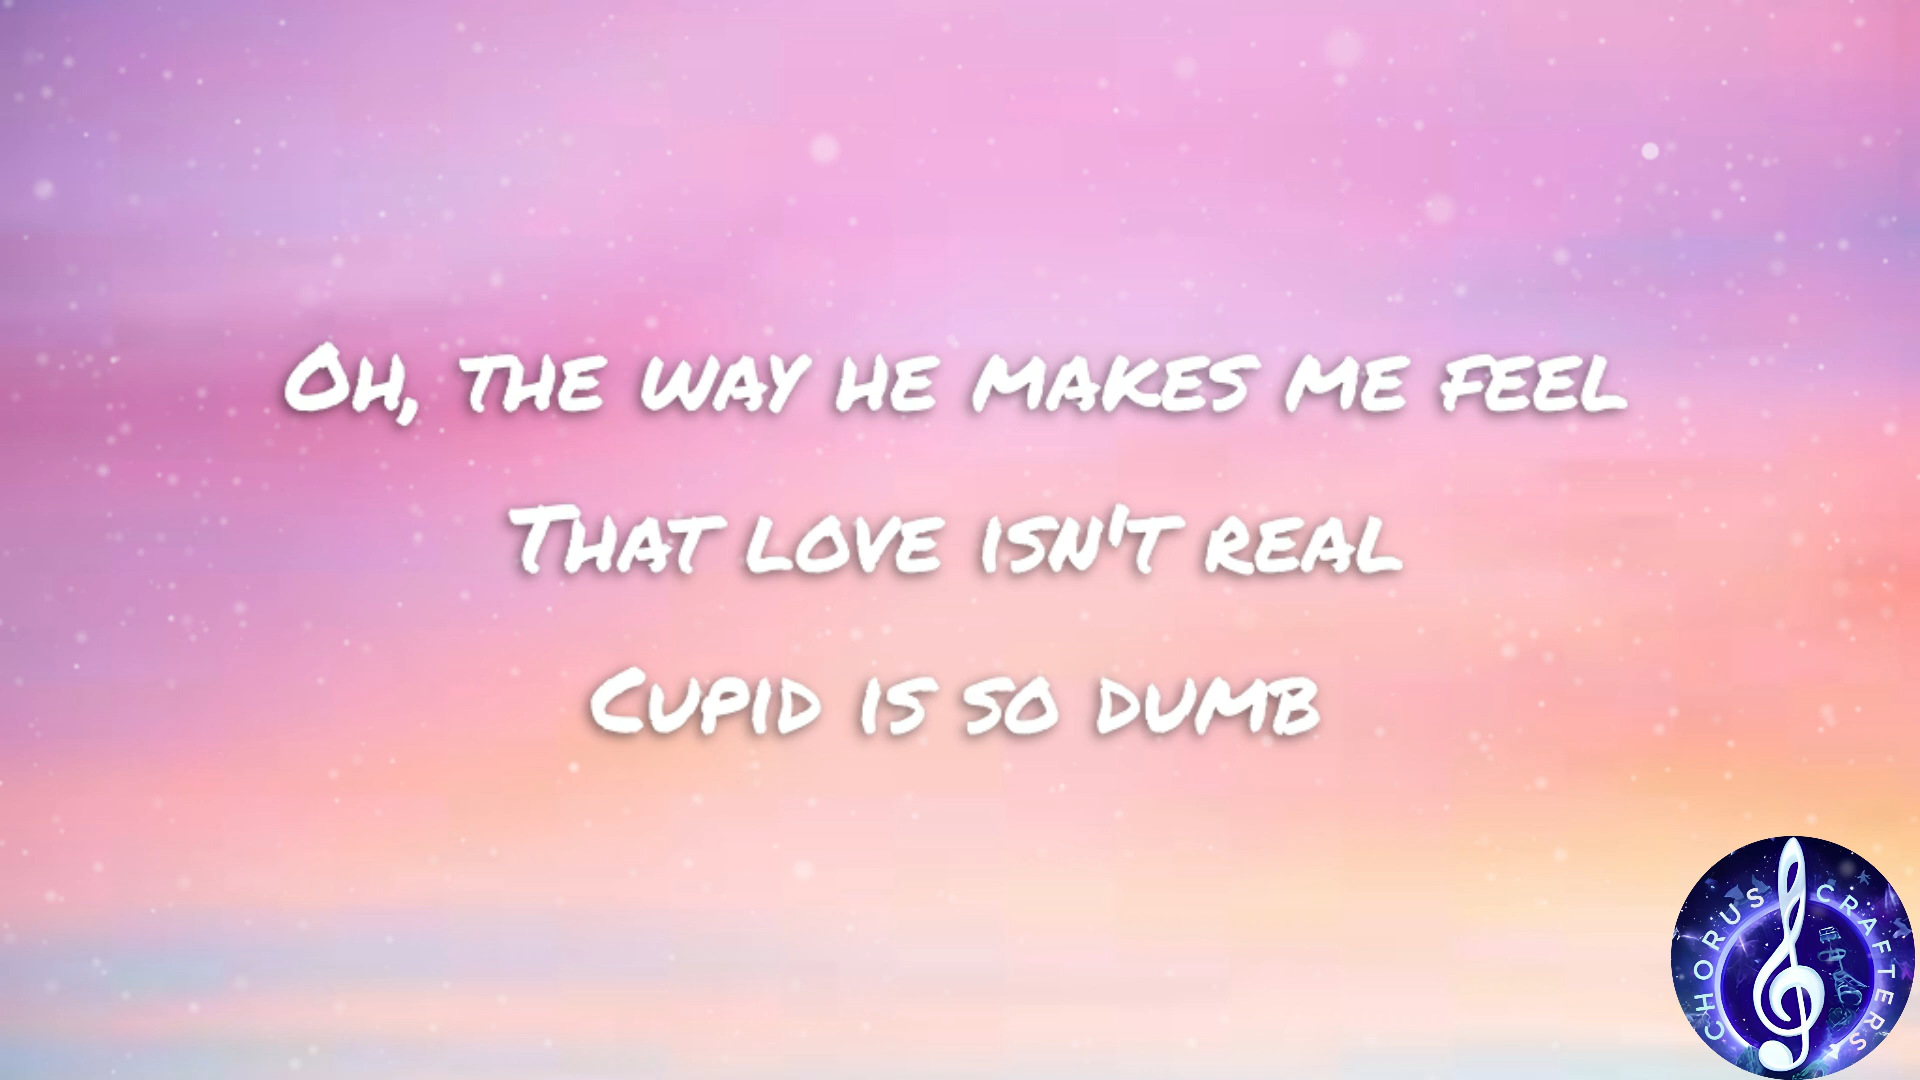 Oh, the way he makes me feel
That love isn't real
Cupid is so dumb
CHORUS CRAFTERS